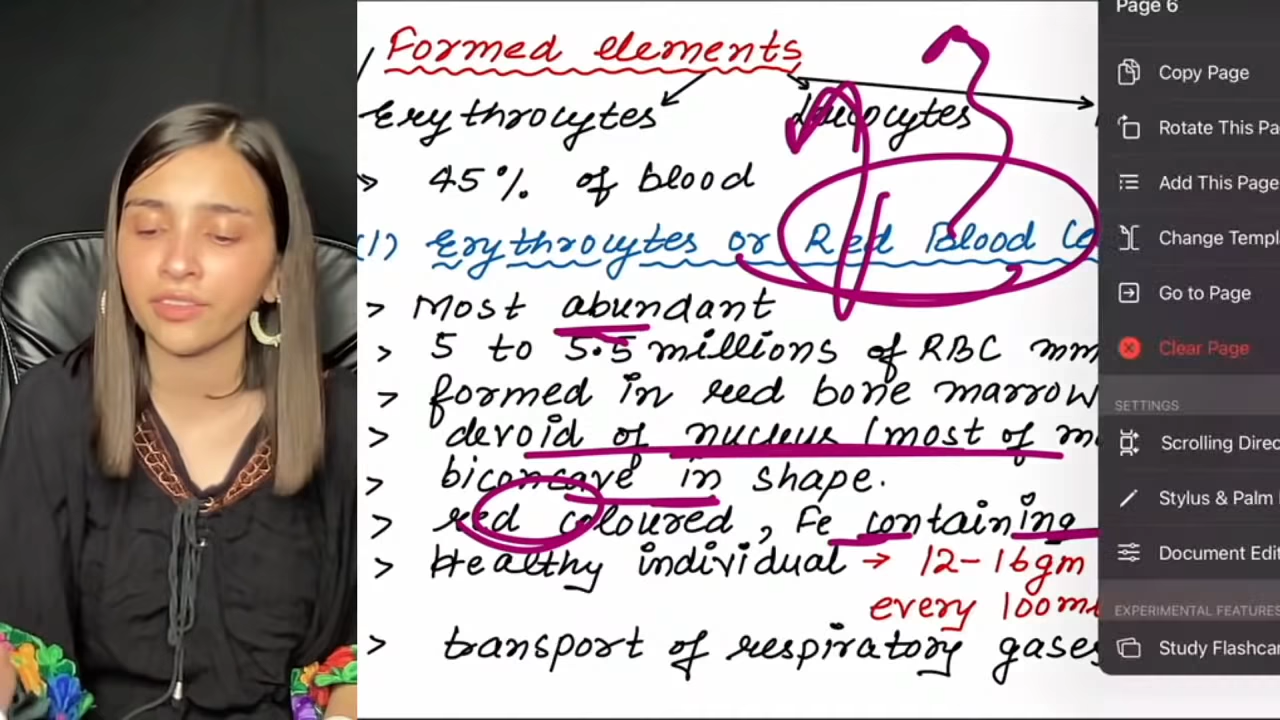 Formed elements
Erythrocytes
Leucocytes
> 45% of blood
(1) Erythrocytes or Red Blood Ce
> Most abundant
> 5 to 5.5 millions of RBC mm
> formed in red bone marrow
> devoid of nucleus (most of m
> biconcave in shape.
> red coloured, Fe containing
> Healthy individual → 12-16gm
every 100m
> transport of respiratory gases
Page 6
Copy Page
Rotate This Pa
Add This Page
Change Templ
Go to Page
Clear Page
SETTINGS
Scrolling Direc
Stylus & Palm
Document Edit
EXPERIMENTAL FEATURES
Study Flashcar